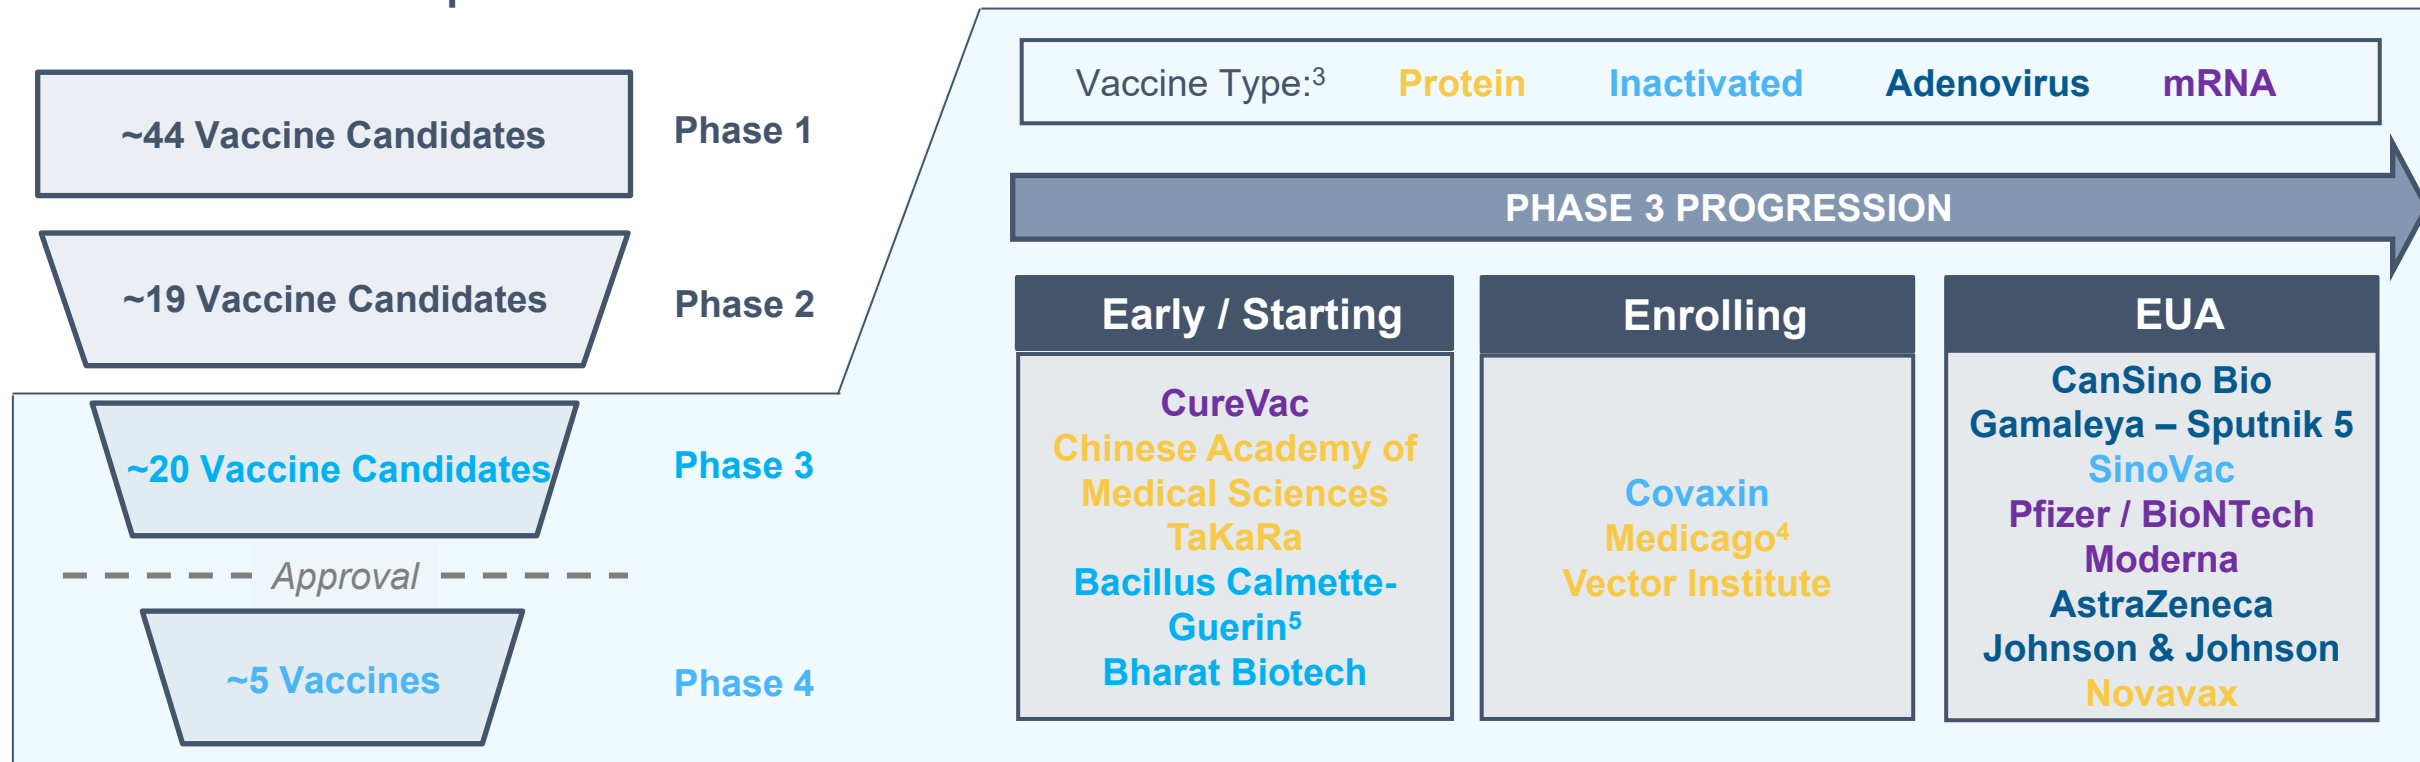 ~44 Vaccine Candidates
Phase 1
~19 Vaccine Candidates
Phase 2
~20 Vaccine Candidates
Phase 3
Approval
~5 Vaccines
Phase 4
Vaccine Type:³ Protein Inactivated Adenovirus mRNA
PHASE 3 PROGRESSION
Early / Starting
CureVac
Chinese Academy of
Medical Sciences
TaKaRa
Bacillus Calmette-
Guerin⁵
Bharat Biotech
Enrolling
Covaxin
Medicago⁴
Vector Institute
EUA
CanSino Bio
Gamaleya – Sputnik 5
SinoVac
Pfizer / BioNTech
Moderna
AstraZeneca
Johnson & Johnson
Novavax